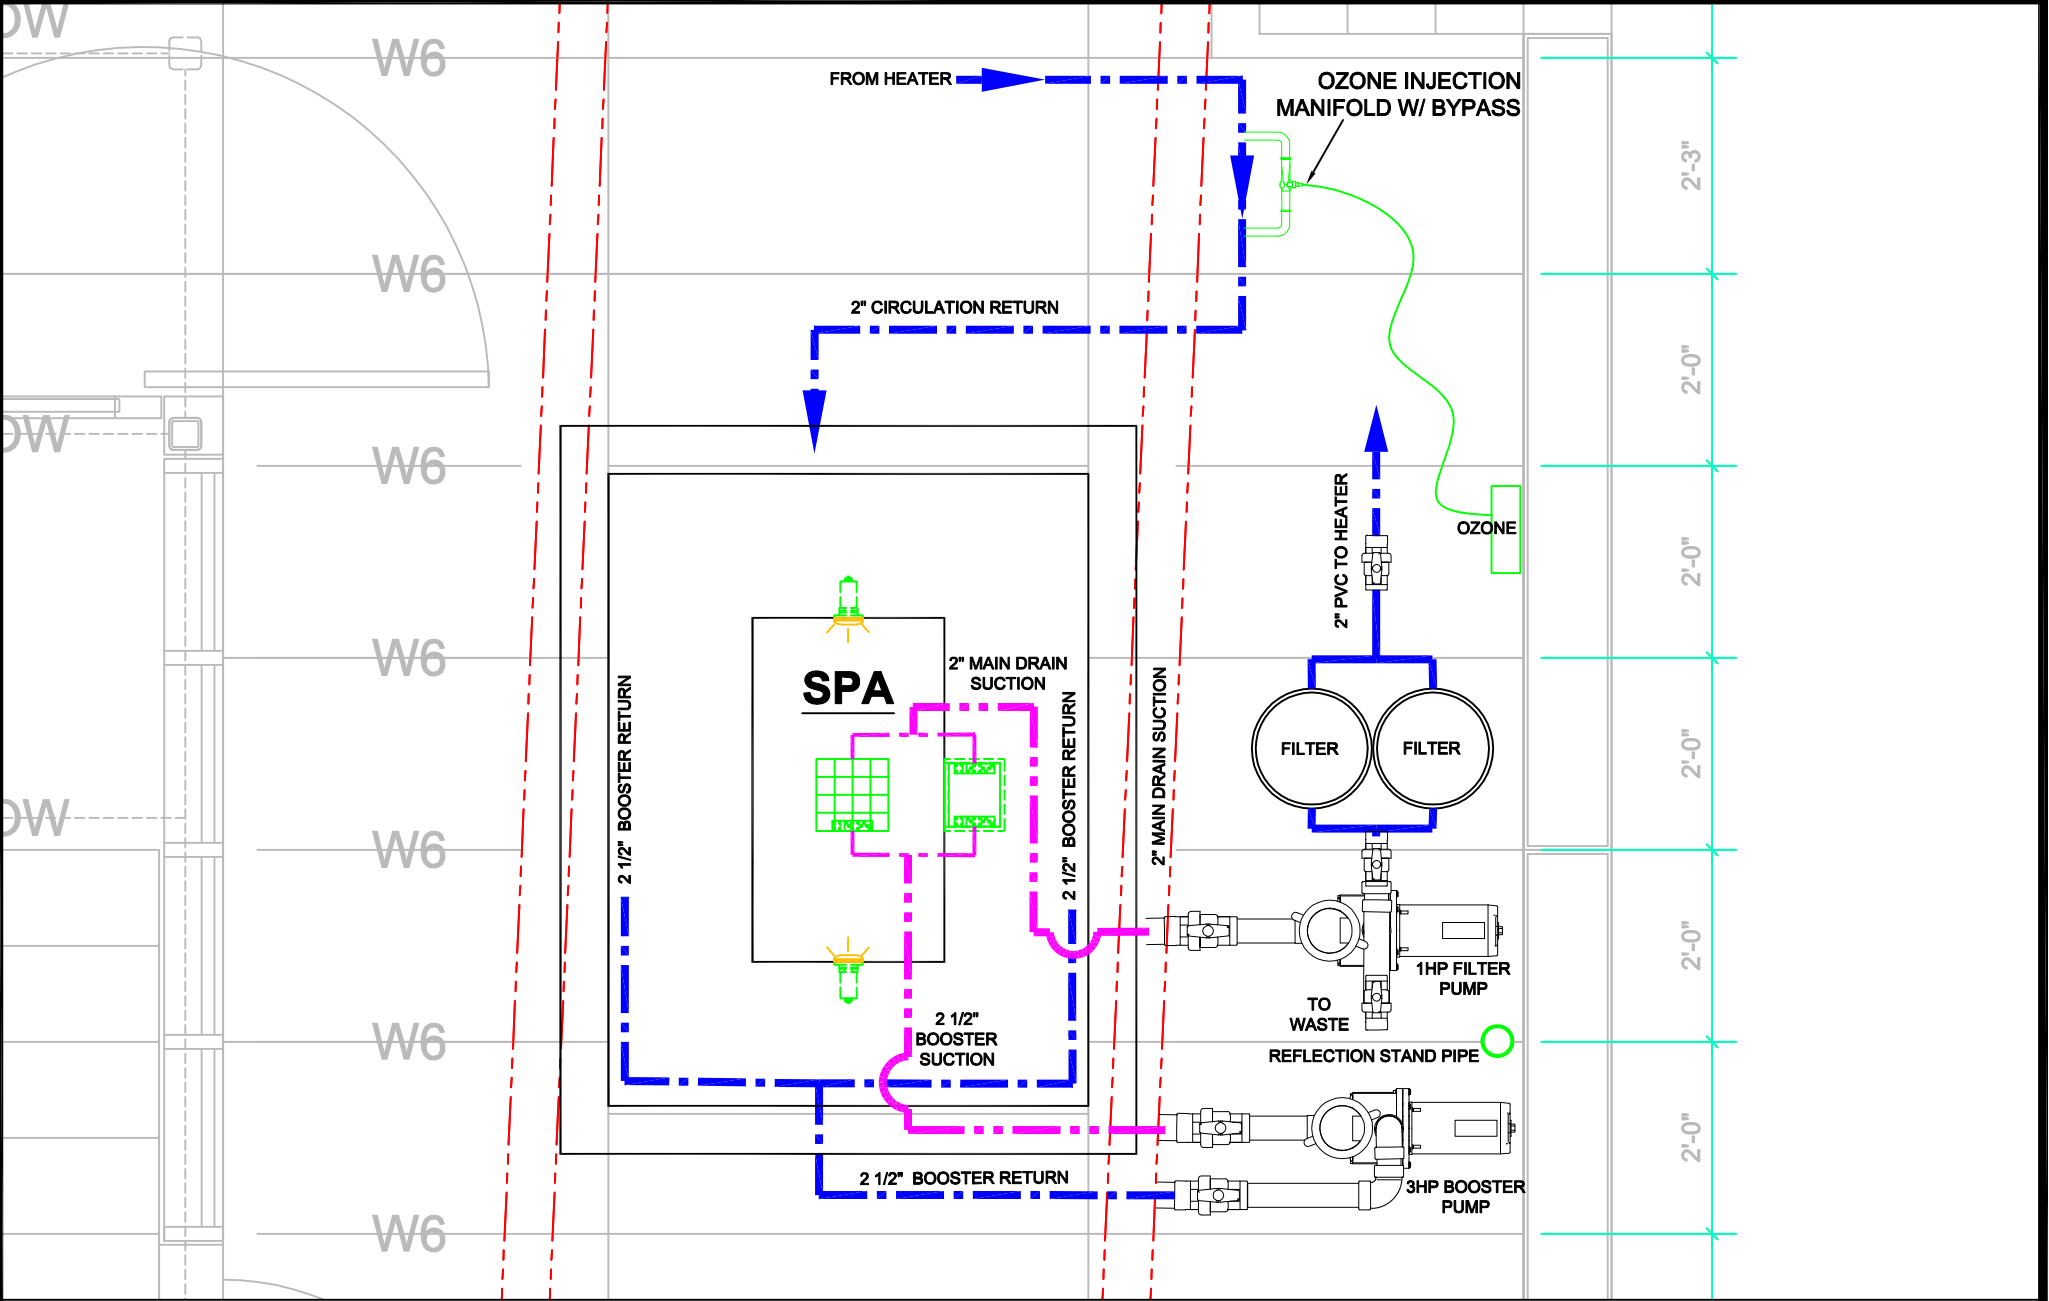 OW
W6
FROM HEATER
OZONE INJECTION
MANIFOLD W/ BYPASS
2'-3"
W6
2" CIRCULATION RETURN
2'-0"
OW
W6
2" PVC TO HEATER
OZONE
2'-0"
W6
2" MAIN DRAIN
SUCTION
SPA
2 1/2" BOOSTER RETURN
2 1/2" BOOSTER RETURN
2" MAIN DRAIN SUCTION
FILTER
FILTER
2'-0"
OW
W6
2'-0"
1HP FILTER
PUMP
TO
WASTE
2 1/2"
BOOSTER
SUCTION
W6
REFLECTION STAND PIPE
2'-0"
2 1/2" BOOSTER RETURN
3HP BOOSTER
PUMP
W6